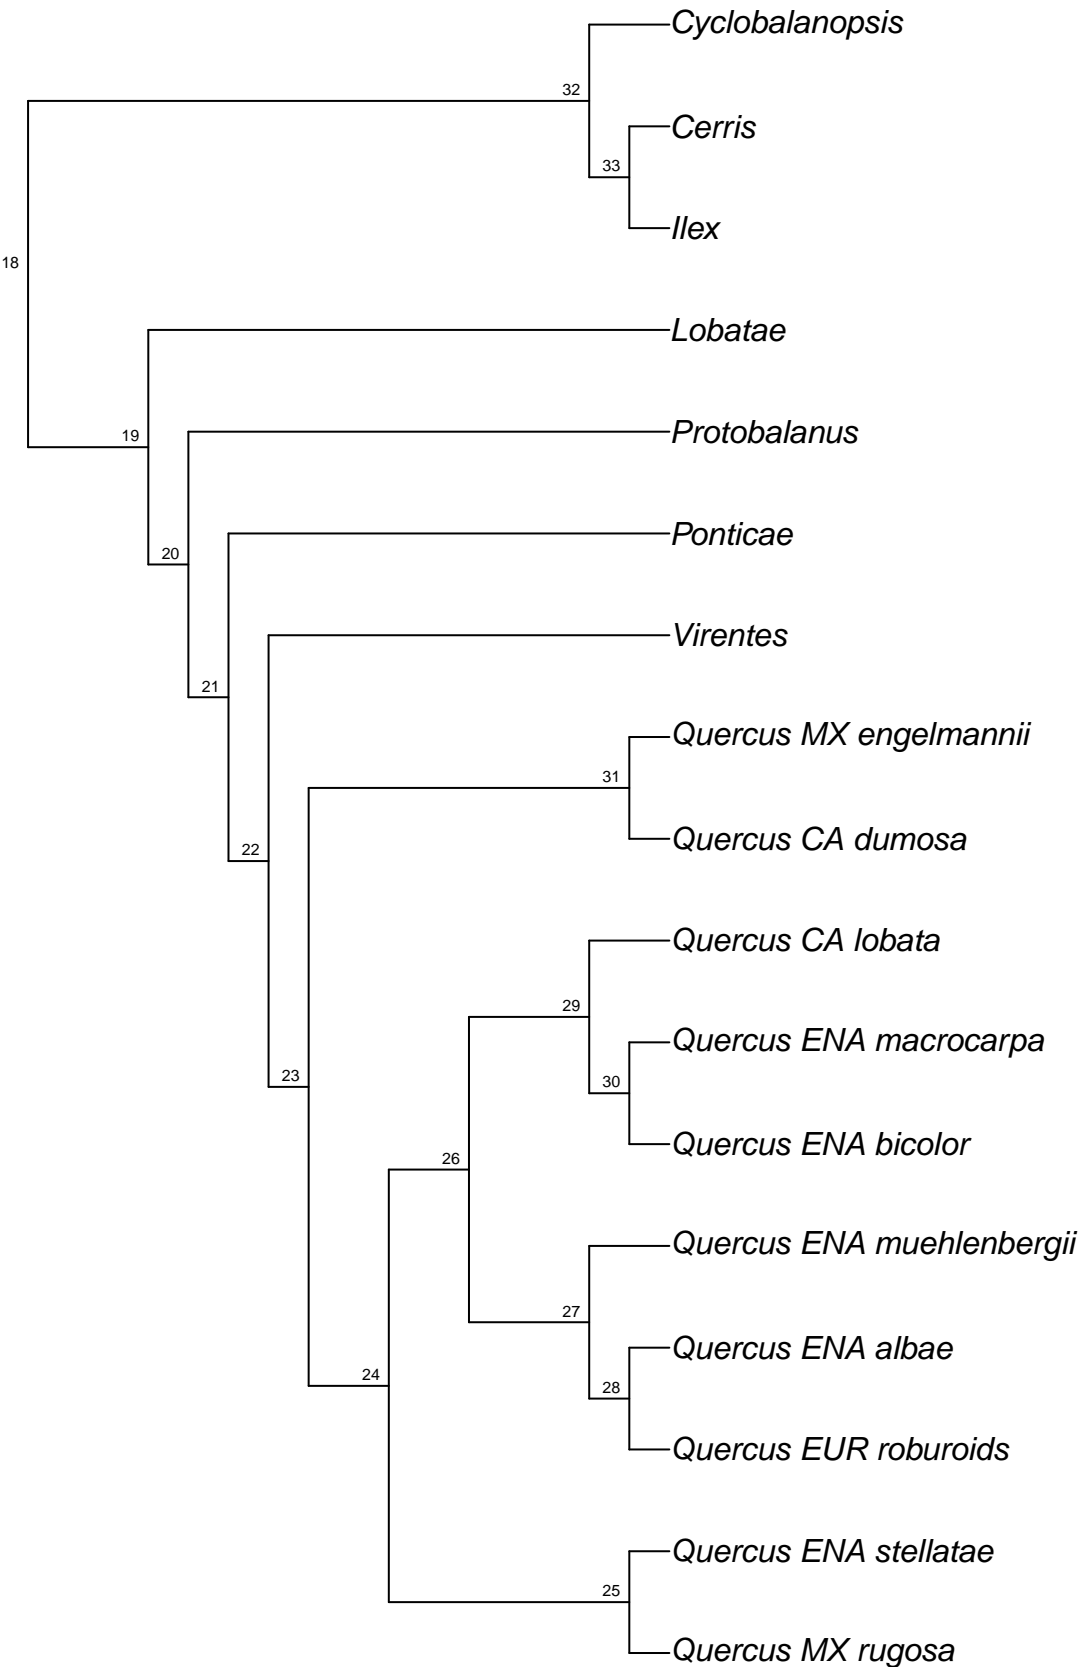 Cyclobalanopsis
32
Cerris
33
Ilex
18
Lobatae
19
Protobalanus
20
Ponticae
21
Virentes
22
Quercus MX engelmannii
31
Quercus CA dumosa
23
Quercus CA lobata
29
Quercus ENA macrocarpa
30
Quercus ENA bicolor
26
Quercus ENA muehlenbergii
27
Quercus ENA albae
24
28
Quercus EUR roburoids
Quercus ENA stellatae
25
Quercus MX rugosa